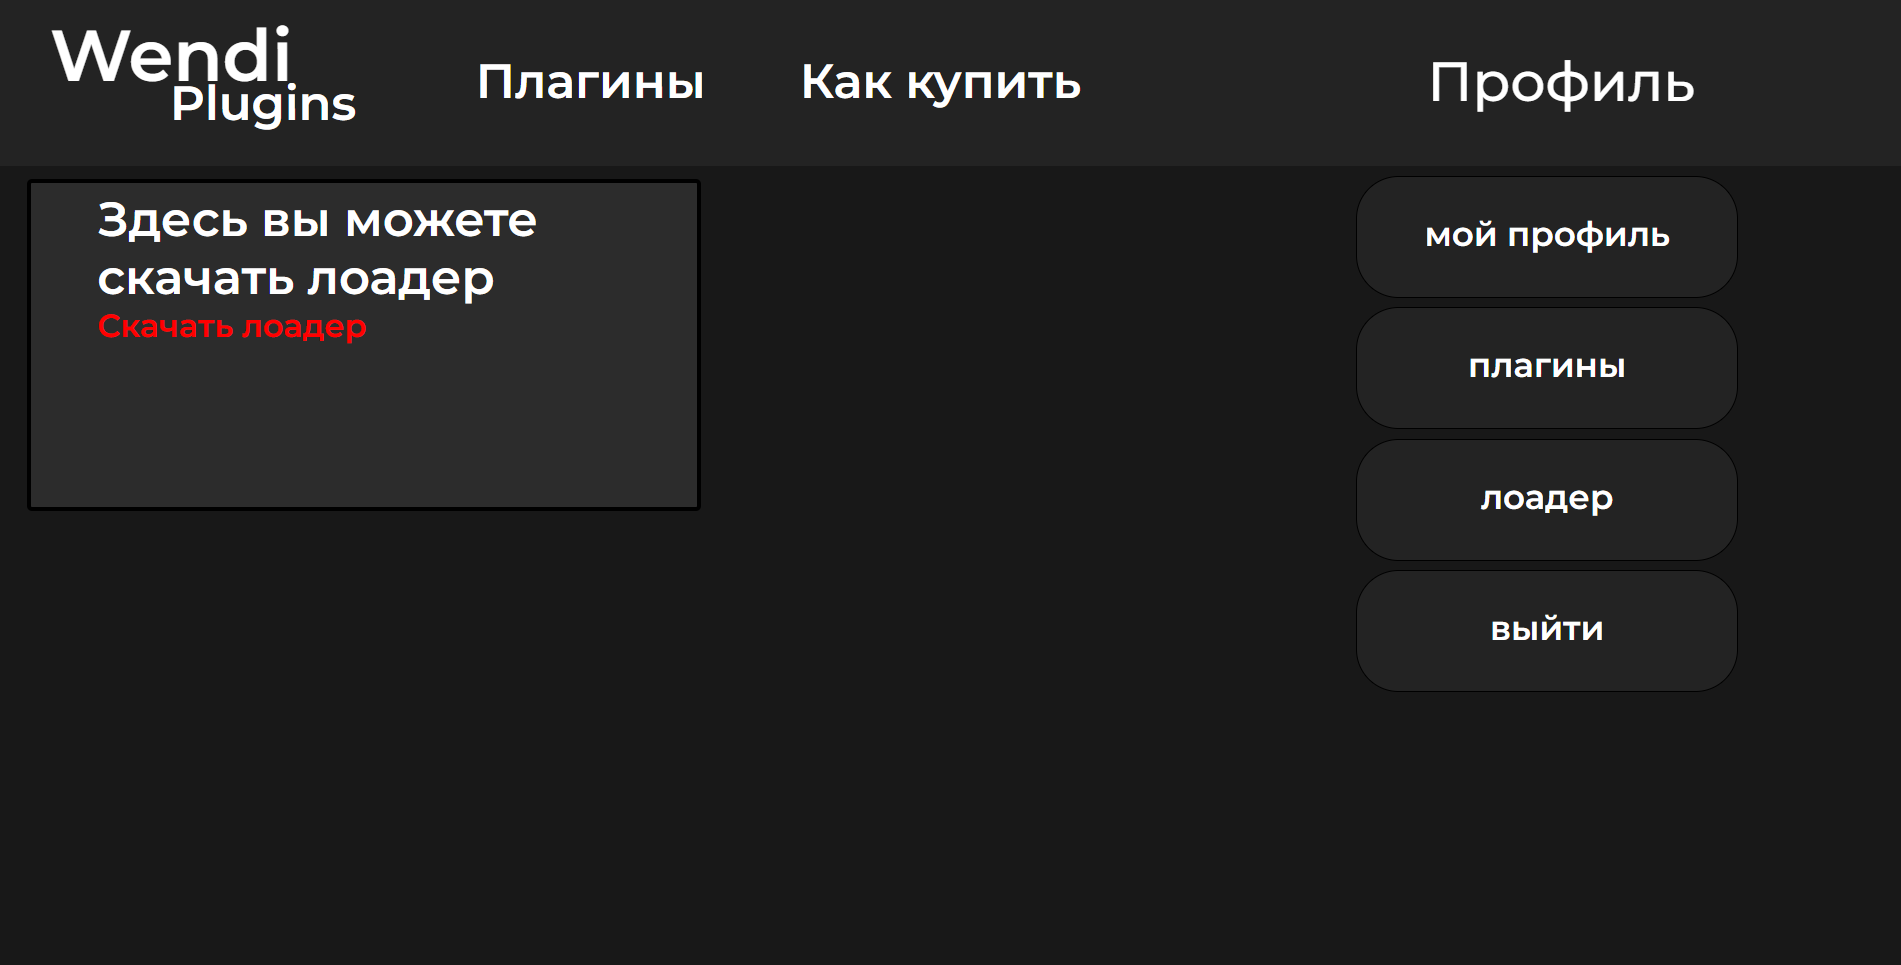 Wendi
Plugins
Плагины
Как купить
Профиль
Здесь вы можете
скачать лоадер
Скачать лоадер
мой профиль
плагины
лоадер
выйти